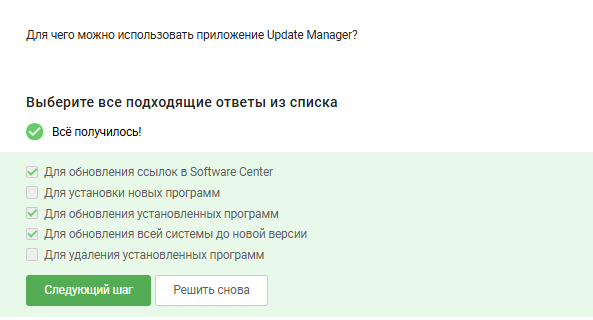 Для чего можно использовать приложение Update Manager?
Выберите все подходящие ответы из списка
Всё получилось!
Для обновления ссылок в Software Center
Для установки новых программ
Для обновления установленных программ
Для обновления всей системы до новой версии
Для удаления установленных программ
Следующий шаг
Решить снова